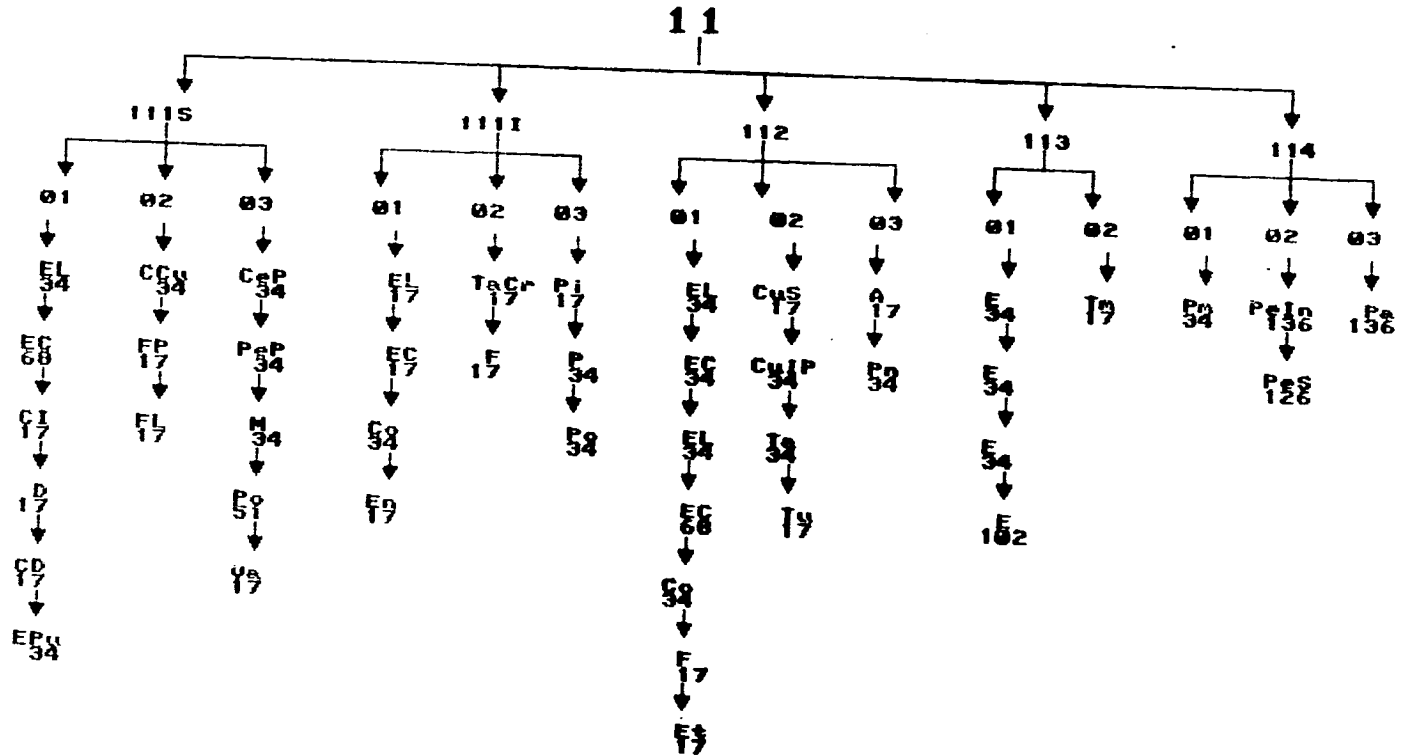 11
111S 111I 112 113 114
01 02 03 01 02 03 01 02 03 01 02 01 02 03
EL CCu CeP EL TaCr Pi EL CuS A E Tm Pm PeIn Pe
34 34 34 17 17 17 34 17 17 34 17 34 136 136
EC FP PeP EC F P EC CuIP Pn E PeS
68 17 34 17 17 34 34 34 34 34 126
CI FL M Co Po EL Ta E
17 17 34 34 34 34 34 34
D Po En EC Tu E
17 51 17 68 17 102
CD Va Co
17 17 34
EPu F
34 17
Et
17